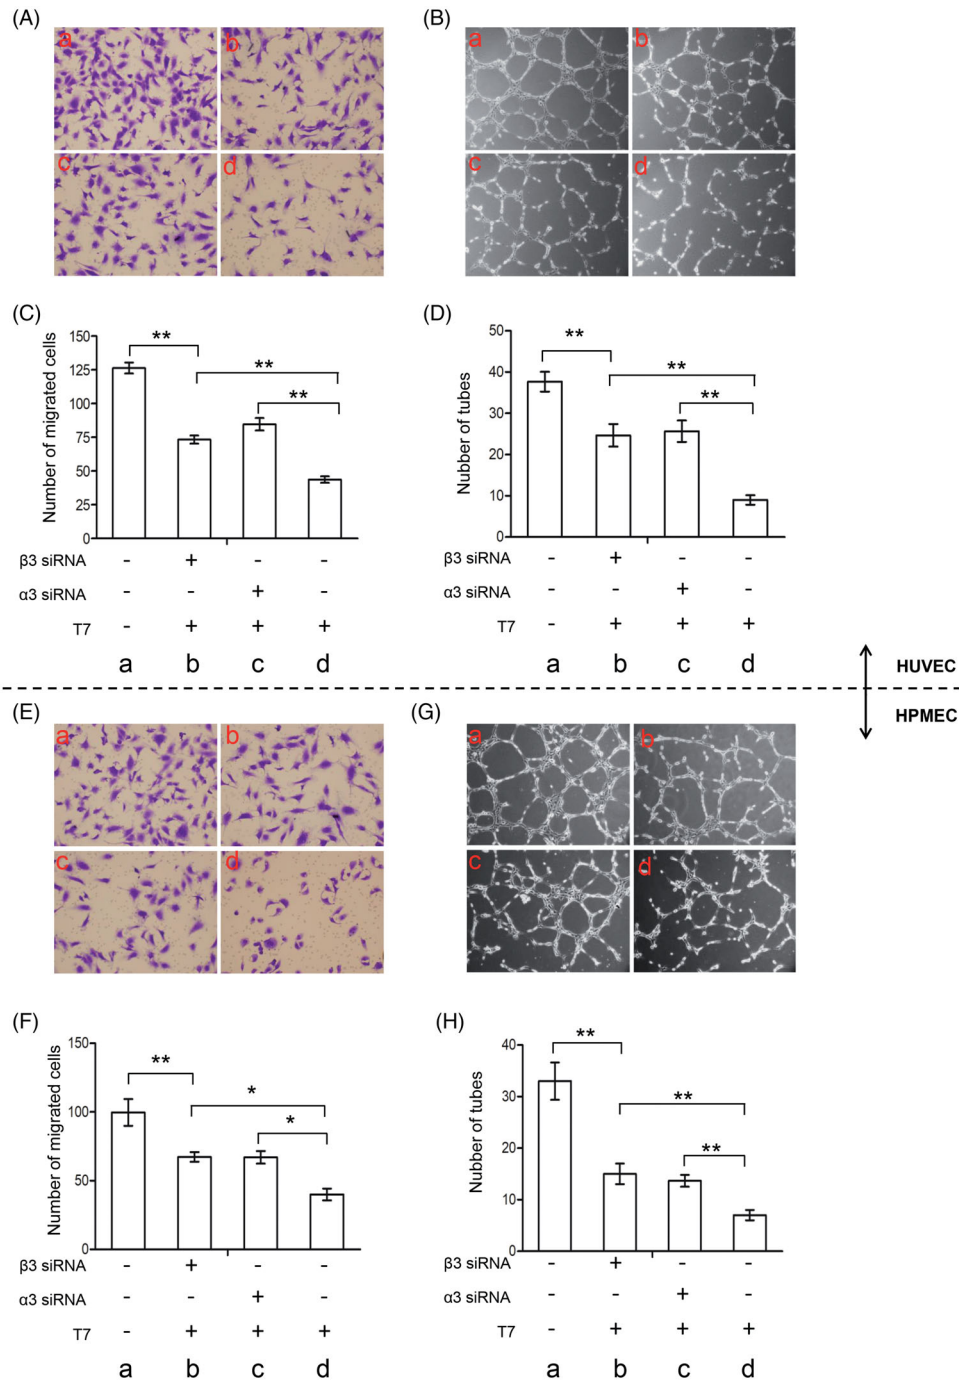 (A)
a
b
c
d
(B)
a
b
c
d
(C)
Number of migrated cells
150
125
100
75
50
25
0
**
**
**
β3 siRNA - + - -
α3 siRNA - - + -
T7 - + + +
a b c d
(D)
Nubber of tubes
50
40
30
20
10
0
**
**
**
β3 siRNA - + - -
α3 siRNA - - + -
T7 - + + +
a b c d
HUVEC
HPMEC
(E)
a
b
c
d
(G)
a
b
c
d
(F)
Number of migrated cells
150
100
50
0
**
*
*
β3 siRNA - + - -
α3 siRNA - - + -
T7 - + + +
a b c d
(H)
Nubber of tubes
40
30
20
10
0
**
**
**
β3 siRNA - + - -
α3 siRNA - - + -
T7 - + + +
a b c d